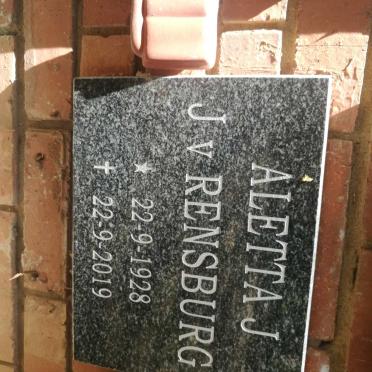 ALETTA J
J v RENSBURG
★ 22-9-1928
✝ 22-9-2019